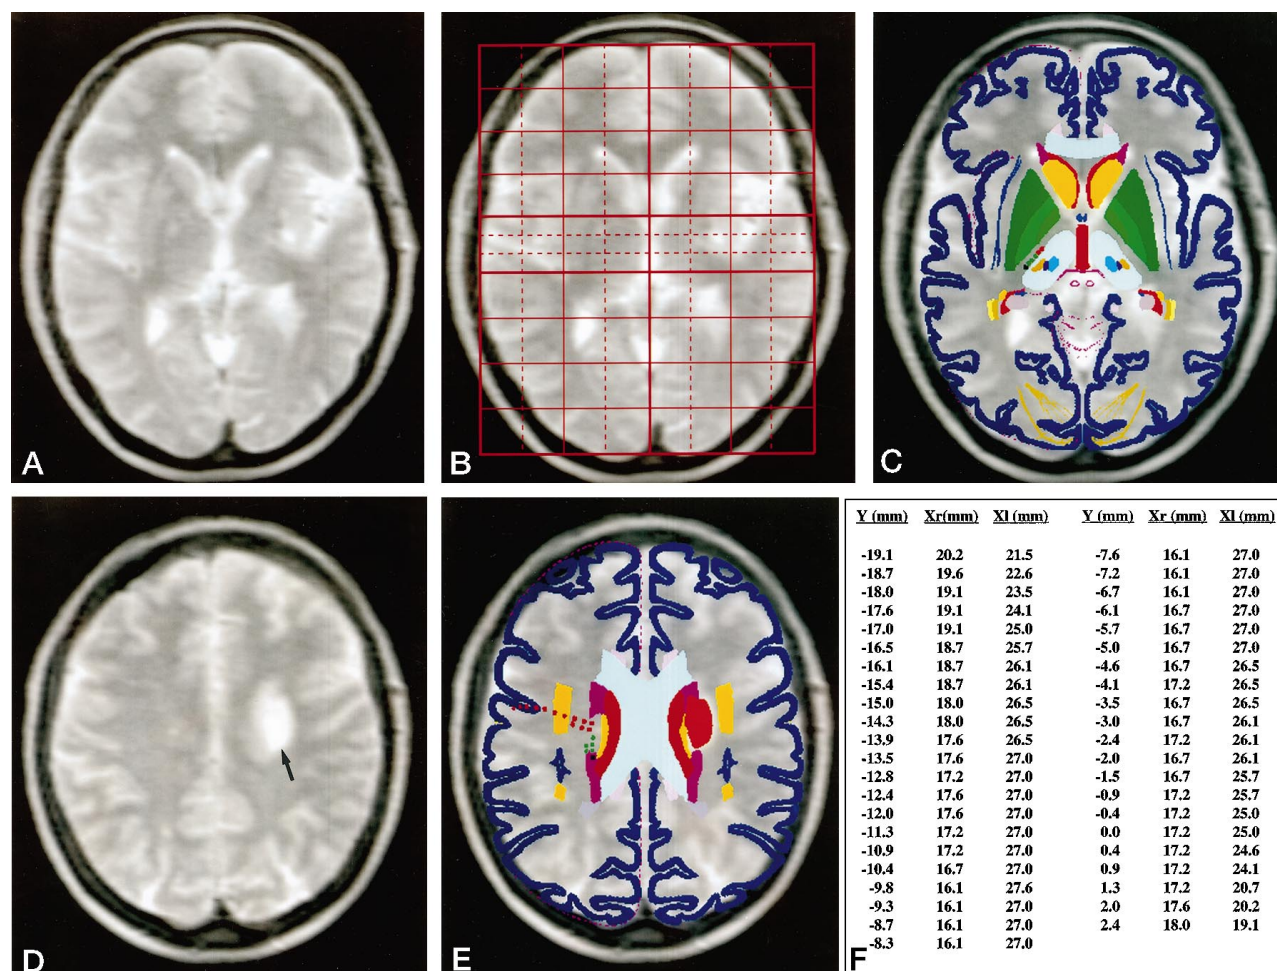 A
B
C
D
E
F
Y (mm) Xr(mm) Xl (mm) Y (mm) Xr (mm) Xl (mm)
-19.1 20.2 21.5 -7.6 16.1 27.0
-18.7 19.6 22.6 -7.2 16.1 27.0
-18.0 19.1 23.5 -6.7 16.1 27.0
-17.6 19.1 24.1 -6.1 16.7 27.0
-17.0 19.1 25.0 -5.7 16.7 27.0
-16.5 18.7 25.7 -5.0 16.7 27.0
-16.1 18.7 26.1 -4.6 16.7 26.5
-15.4 18.7 26.1 -4.1 17.2 26.5
-15.0 18.0 26.5 -3.5 16.7 26.5
-14.3 18.0 26.5 -3.0 16.7 26.1
-13.9 17.6 26.5 -2.4 17.2 26.1
-13.5 17.6 27.0 -2.0 16.7 26.1
-12.8 17.2 27.0 -1.5 16.7 25.7
-12.4 17.6 27.0 -0.9 17.2 25.7
-12.0 17.6 27.0 -0.4 17.2 25.0
-11.3 17.2 27.0 0.0 17.2 25.0
-10.9 17.2 27.0 0.4 17.2 24.6
-10.4 16.7 27.0 0.9 17.2 24.1
-9.8 16.1 27.6 1.3 17.2 20.7
-9.3 16.1 27.0 2.0 17.6 20.2
-8.7 16.1 27.0 2.4 18.0 19.1
-8.3 16.1 27.0